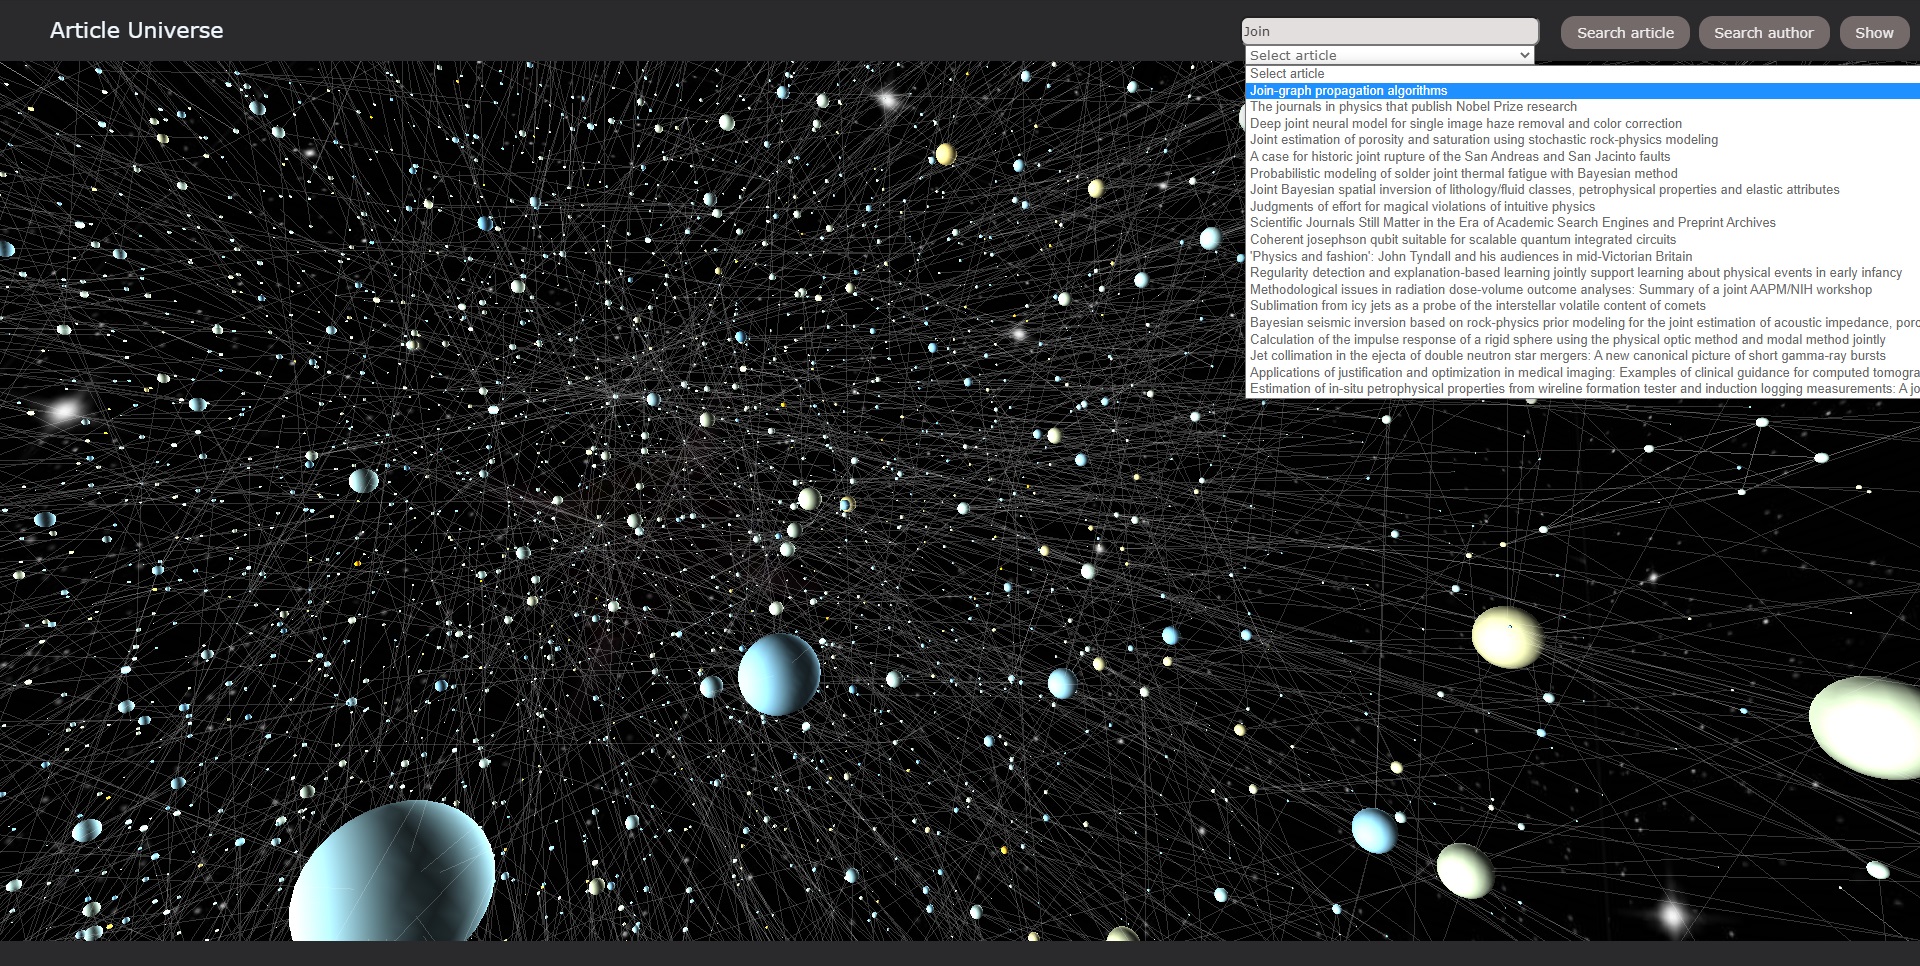 Article Universe
Join
Search article
Search author
Show
Select article
Select article
Join-graph propagation algorithms
The journals in physics that publish Nobel Prize research
Deep joint neural model for single image haze removal and color correction
Joint estimation of porosity and saturation using stochastic rock-physics modeling
A case for historic joint rupture of the San Andreas and San Jacinto faults
Probabilistic modeling of solder joint thermal fatigue with Bayesian method
Joint Bayesian spatial inversion of lithology/fluid classes, petrophysical properties and elastic attributes
Judgments of effort for magical violations of intuitive physics
Scientific Journals Still Matter in the Era of Academic Search Engines and Preprint Archives
Coherent josephson qubit suitable for scalable quantum integrated circuits
'Physics and fashion': John Tyndall and his audiences in mid-Victorian Britain
Regularity detection and explanation-based learning jointly support learning about physical events in early infancy
Methodological issues in radiation dose-volume outcome analyses: Summary of a joint AAPM/NIH workshop
Sublimation from icy jets as a probe of the interstellar volatile content of comets
Bayesian seismic inversion based on rock-physics prior modeling for the joint estimation of acoustic impedance, porc
Calculation of the impulse response of a rigid sphere using the physical optic method and modal method jointly
Jet collimation in the ejecta of double neutron star mergers: A new canonical picture of short gamma-ray bursts
Applications of justification and optimization in medical imaging: Examples of clinical guidance for computed tomogra
Estimation of in-situ petrophysical properties from wireline formation tester and induction logging measurements: A jo